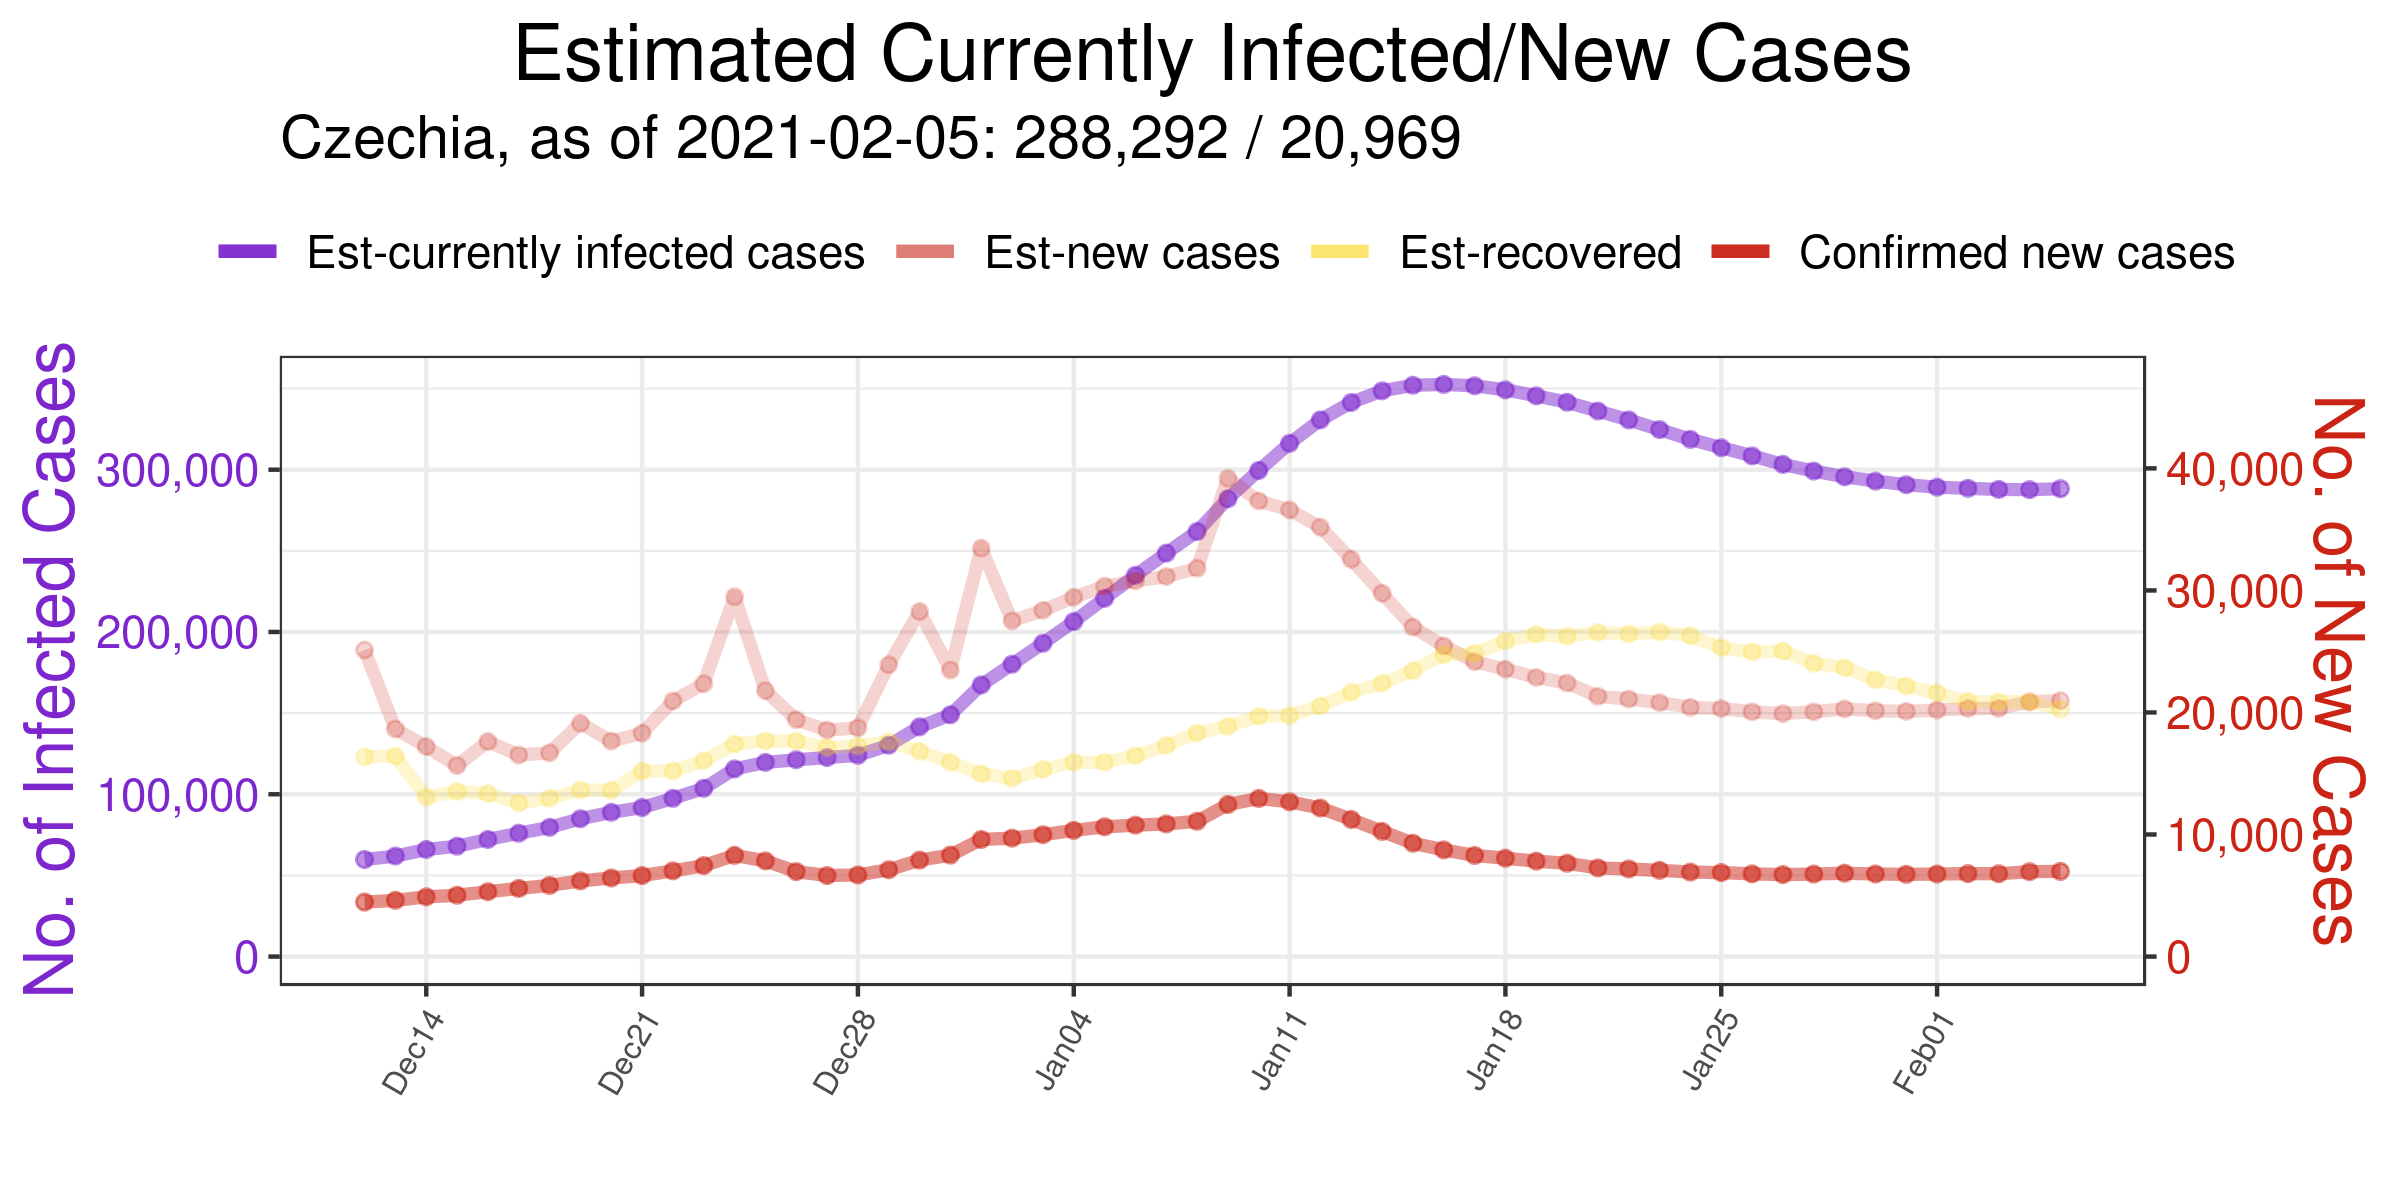 Estimated Currently Infected/New Cases
Czechia, as of 2021-02-05: 288,292 / 20,969
Est-currently infected cases
Est-new cases
Est-recovered
Confirmed new cases
No. of Infected Cases
300,000
200,000
100,000
0
40,000
30,000
20,000
10,000
0
No. of New Cases
Dec14
Dec21
Dec28
Jan04
Jan11
Jan18
Jan25
Feb01